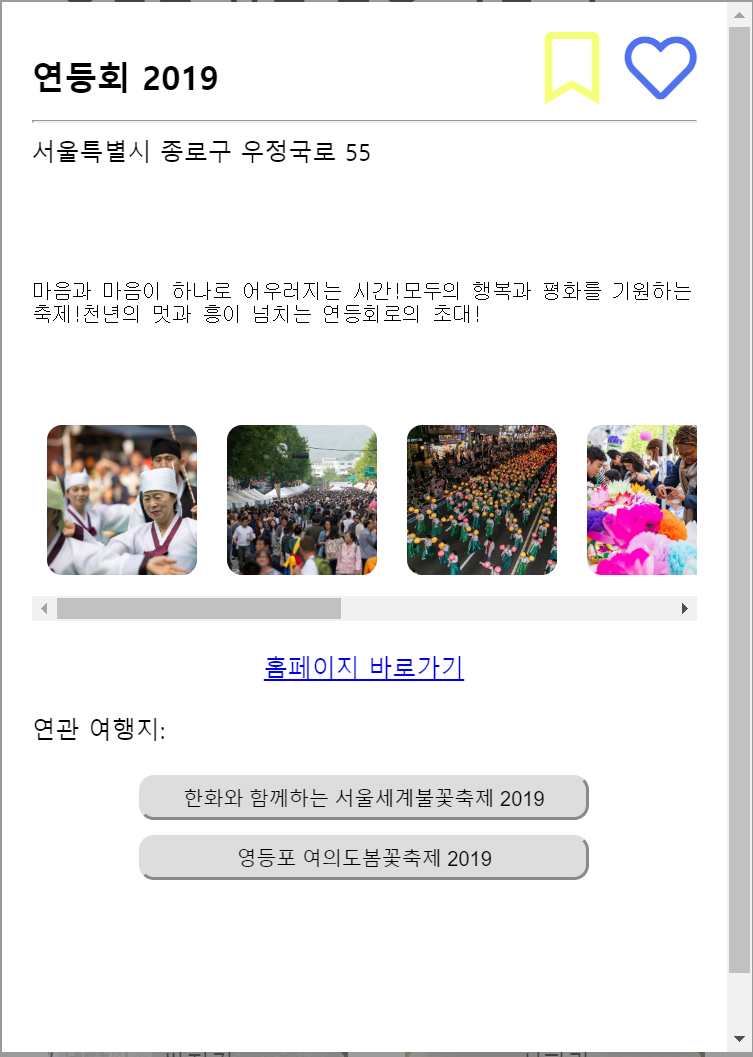 연등회 2019
서울특별시 종로구 우정국로 55
마음과 마음이 하나로 어우러지는 시간!모두의 행복과 평화를 기원하는
축제!천년의 멋과 흥이 넘치는 연등회로의 초대!
홈페이지 바로가기
연관 여행지:
한화와 함께하는 서울세계불꽃축제 2019
영등포 여의도봄꽃축제 2019